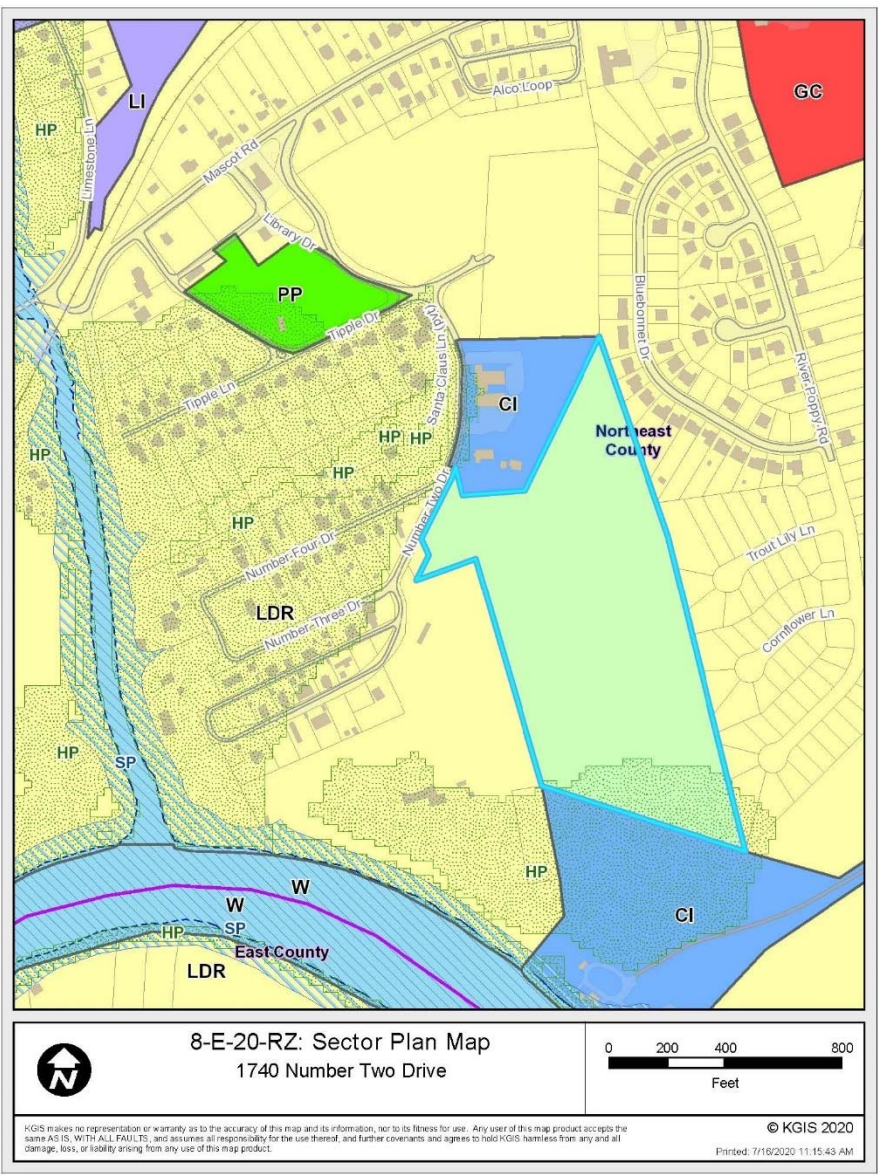 GC
LI
Alco Loop
HP
Limestone Ln
Mascot Rd
Library Dr
PP
Tipple Dr
Bluebonnet Dr
Santa Claus Ln (Pvt)
River Poppy Rd
Tipple Ln
CI
Northeast
County
HP HP
HP
HP
HP
Number Two Dr
Number Four Dr
Trout Lily Ln
LDR
Number Three Dr
Cornflower Ln
HP
SP
HP
W
W
CI
HP
SP
East County
LDR
N
8-E-20-RZ: Sector Plan Map
1740 Number Two Drive
0 200 400 800
Feet
KGIS makes no representation or warranty as to the accuracy of this map and its information, nor to its fitness for use. Any user of this map product accepts the
same AS IS, WITH ALL FAULTS, and assumes all responsibility for the use thereof, and further covenants and agrees to hold KGIS harmless from any and all
damage, loss, or liability arising from any use of this map product.
© KGIS 2020
Printed: 7/16/2020 11:15:43 AM